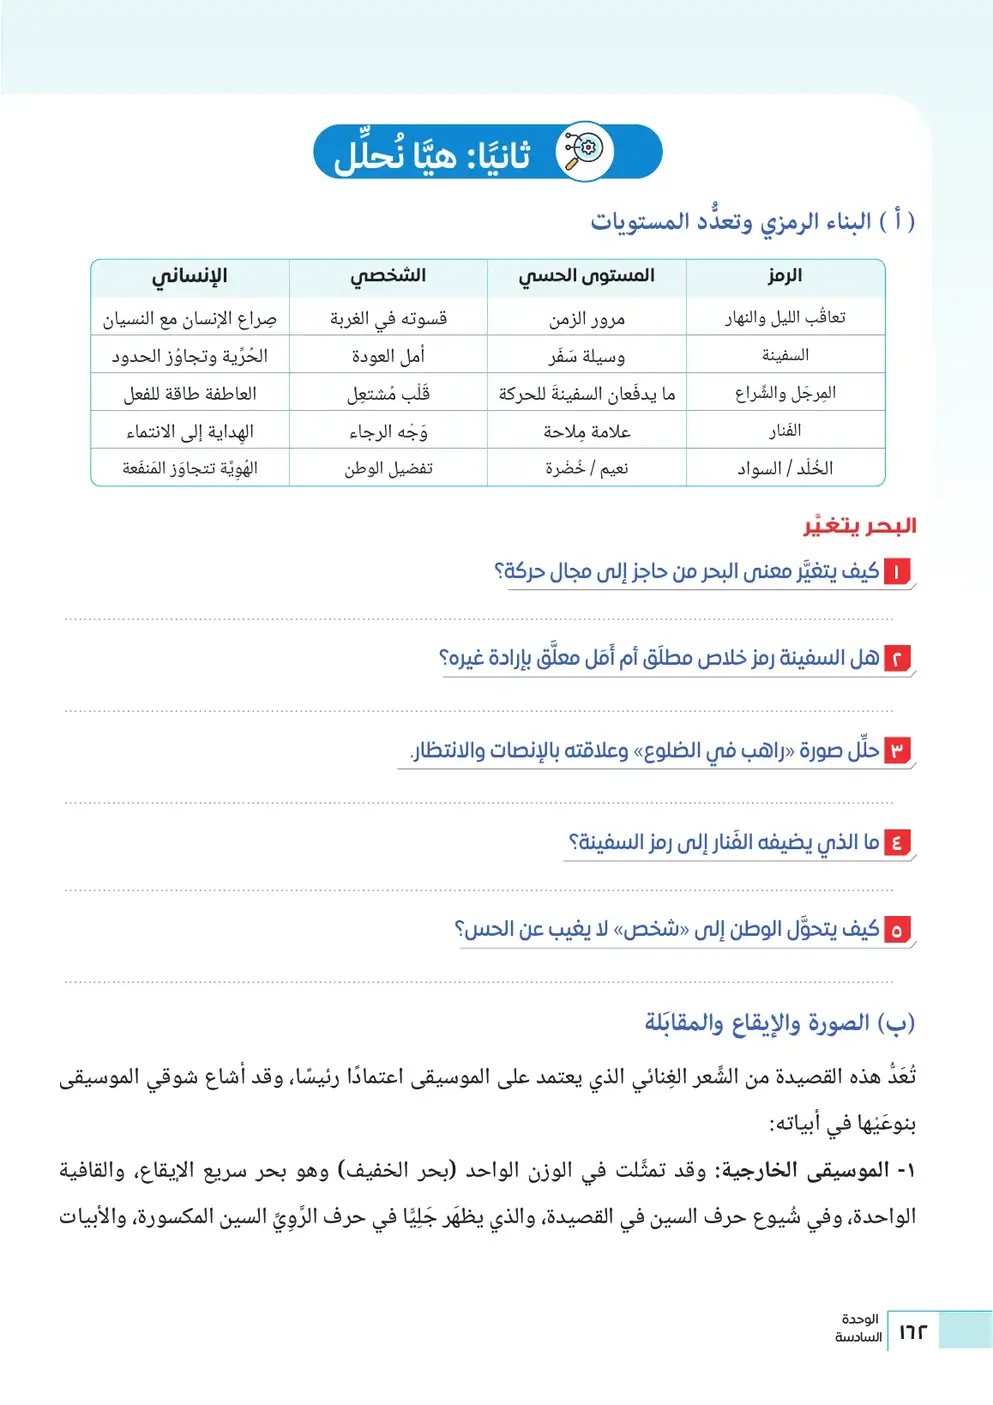 ثانيًا: هيَّا نُحلِّل
( أ ) البناء الرمزي وتعدُّد المستويات
الرمز المستوى الحسي الشخصي الإنساني
تعاقُب الليل والنهار مرور الزمن قسوته في الغربة صِراع الإنسان مع النسيان
السفينة وسيلة سَفَر أمل العودة الحُرِّية وتجاوُز الحدود
المِرجَل والشَّراع ما يدفَعان السفينةَ للحركة قَلْب مُشتعِل العاطفة طاقة للفعل
الفَنار علامة مِلاحة وَجْه الرجاء الهِداية إلى الانتماء
الخُلْد / السواد نعيم / خُضْرة تفضيل الوطن الهُوِيَّة تتجاوَز المَنفَعة
البحر يتغيَّر
١ كيف يتغيَّر معنى البحر من حاجز إلى مجال حركة؟
٢ هل السفينة رمز خلاص مطلَق أم أَمَل معلَّق بإرادة غيره؟
٣ حلِّل صورة «راهب في الضلوع» وعلاقته بالإنصات والانتظار.
٤ ما الذي يضيفه الفَنار إلى رمز السفينة؟
٥ كيف يتحوَّل الوطن إلى «شخص» لا يغيب عن الحس؟
(ب) الصورة والإيقاع والمقابَلة
تُعَدُّ هذه القصيدة من الشِّعر الغِنائي الذي يعتمد على الموسيقى اعتمادًا رئيسًا، وقد أشاع شوقي الموسيقى
بنوعَيْها في أبياته:
١- الموسيقى الخارجية: وقد تمثَّلت في الوزن الواحد (بحر الخفيف) وهو بحر سريع الإيقاع، والقافية
الواحدة، وفي شُيوع حرف السين في القصيدة، والذي يظهَر جَلِيًّا في حرف الرَّوِيِّ السين المكسورة، والأبيات
الوحدة
السادسة
١٦٢